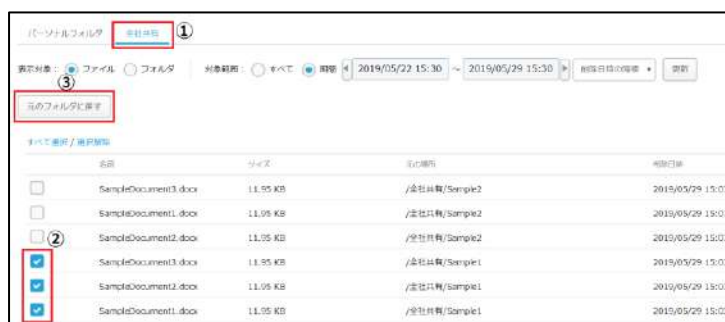 パーソナルフォルダ 全社共有 ①
表示対象： ファイル フォルダ 対象範囲： すべて 期間 2019/05/22 15:30 ~ 2019/05/29 15:30 削除日時の降順 更新
③
元のフォルダに戻す
すべて選択 / 選択解除
名前 サイズ 元の場所 削除日時
SampleDocument3.docx 11.95 KB /全社共有/Sample2 2019/05/29 15:0
SampleDocument1.docx 11.95 KB /全社共有/Sample2 2019/05/29 15:0
SampleDocument2.docx 11.95 KB /全社共有/Sample2 2019/05/29 15:0
②
SampleDocument3.docx 11.95 KB /全社共有/Sample1 2019/05/29 15:0
SampleDocument2.docx 11.95 KB /全社共有/Sample1 2019/05/29 15:0
SampleDocument1.docx 11.95 KB /全社共有/Sample1 2019/05/29 15:0